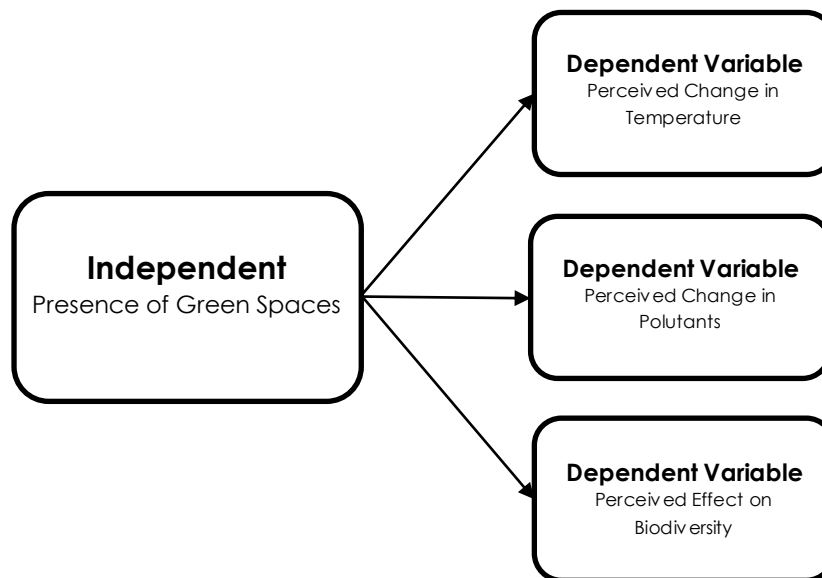 Independent
Presence of Green Spaces
Dependent Variable
Perceived Change in
Temperature
Dependent Variable
Perceived Change in
Polutants
Dependent Variable
Perceived Effect on
Biodiversity